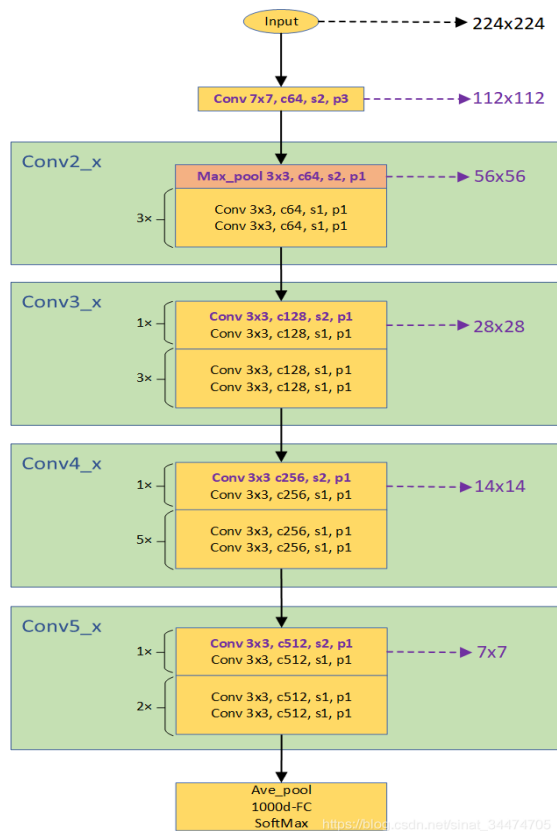 Input
224x224
Conv 7x7, c64, s2, p3
112x112
Conv2_x
Max_pool 3x3, c64, s2, p1
56x56
3×
Conv 3x3, c64, s1, p1
Conv 3x3, c64, s1, p1
Conv3_x
1×
Conv 3x3, c128, s2, p1
28x28
Conv 3x3, c128, s1, p1
3×
Conv 3x3, c128, s1, p1
Conv 3x3, c128, s1, p1
Conv4_x
1×
Conv 3x3 c256, s2, p1
14x14
Conv 3x3, c256, s1, p1
5×
Conv 3x3, c256, s1, p1
Conv 3x3, c256, s1, p1
Conv5_x
1×
Conv 3x3, c512, s2, p1
7x7
Conv 3x3, c512, s1, p1
2×
Conv 3x3, c512, s1, p1
Conv 3x3, c512, s1, p1
Ave_pool
1000d-FC
SoftMax
https://blog.csdn.net/sinat_34474705